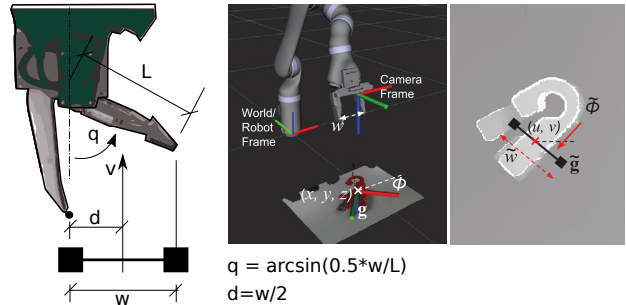 L
q
v
d
w
Camera
Frame
World/
Robot
Frame
w
(x, y, z)
Φ
g
(u, v)
Φ̃
w̃
g̃
q = arcsin(0.5*w/L)
d=w/2